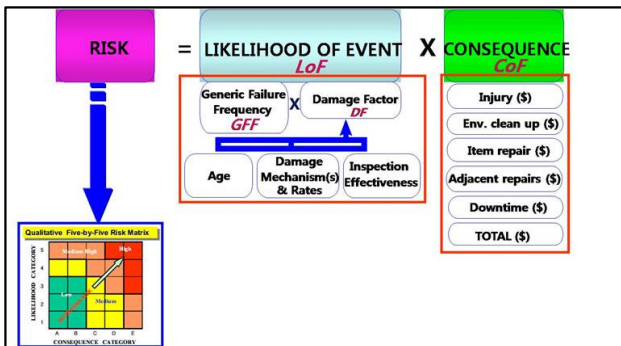 RISK = LIKELIHOOD OF EVENT X CONSEQUENCE
LoF
CoF
Generic Failure
Frequency
GFF
X
Damage Factor
DF
Age
Damage
Mechanism(s)
& Rates
Inspection
Effectiveness
Injury ($)
Env. clean up ($)
Item repair ($)
Adjacent repairs ($)
Downtime ($)
TOTAL ($)
Qualitative Five-by-Five Risk Matrix
LIKELIHOOD CATEGORY
5
4
3
2
1
Medium High
High
Low
Medium
A B C D E
CONSEQUENCE CATEGORY